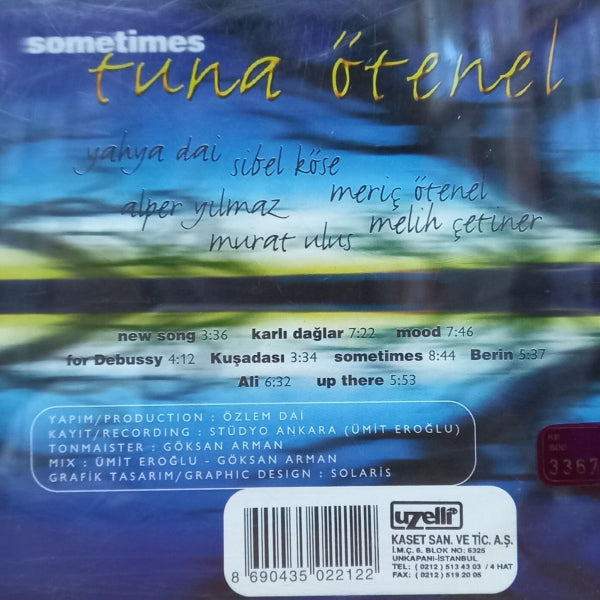 sometimes
tuna ötenel
yahya dai sibel köse
alper yılmaz meriç ötenel
murat ulus melih çetiner
new song 3:36 karlı dağlar 7:22 mood 7:46
for Debussy 4:12 Kuşadası 3:34 sometimes 8:44 Berin 5:37
Ali 6:32 up there 5:53
YAPIM/PRODUCTION : ÖZLEM DAI
KAYIT/RECORDING : STÜDYO ANKARA (ÜMİT EROĞLU)
TONMAISTER : GÖKSAN ARMAN
MIX : ÜMİT EROĞLU - GÖKSAN ARMAN
GRAFİK TASARIM/GRAPHIC DESIGN : SOLARIS
3367
uzelli
KASET SAN. VE TİC. A.Ş.
İ.M.Ç. 6. BLOK NO: 6325
UNKAPANI-İSTANBUL
TEL: (0212) 513 43 03 / 4 HAT
FAX: (0212) 519 20 05
8 690435 022122